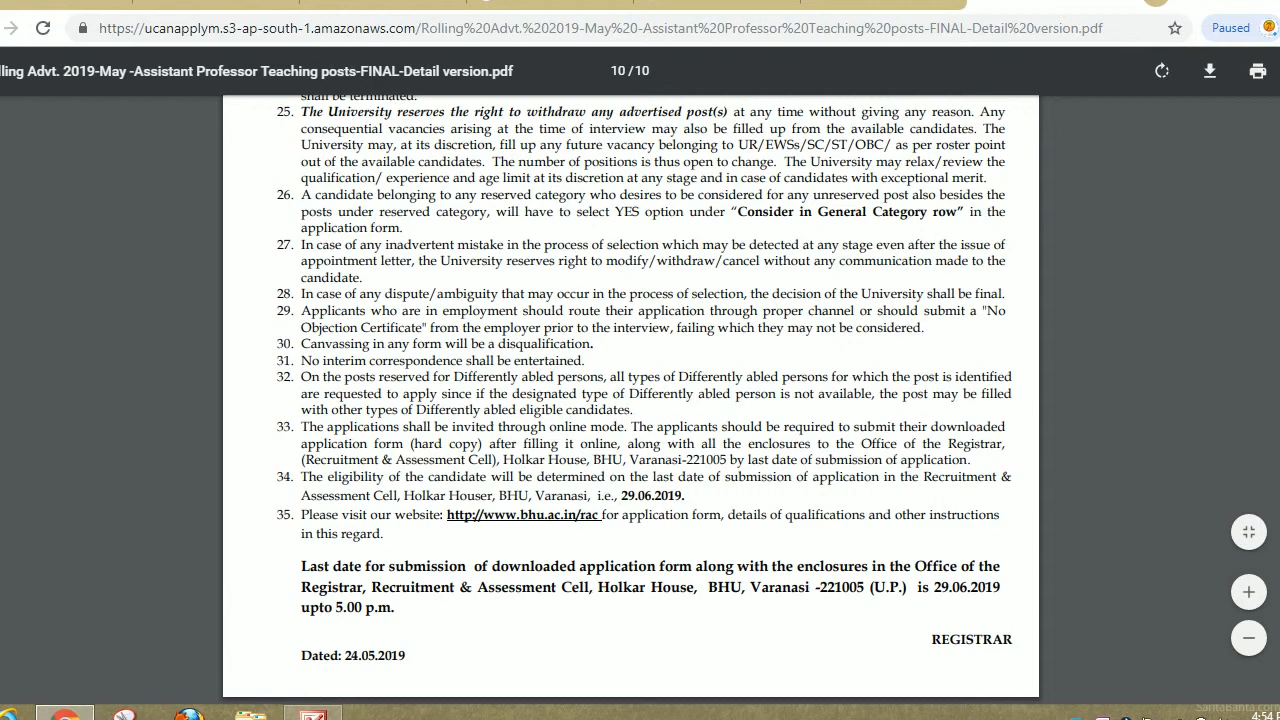 https://ucanapplym.s3-ap-south-1.amazonaws.com/Rolling%20Advt.%202019-May%20-Assistant%20Professor%20Teaching%20posts-FINAL-Detail%20version.pdf
Paused
lling Advt. 2019-May -Assistant Professor Teaching posts-FINAL-Detail version.pdf
10 / 10
shall be terminated.
25. The University reserves the right to withdraw any advertised post(s) at any time without giving any reason. Any
consequential vacancies arising at the time of interview may also be filled up from the available candidates. The
University may, at its discretion, fill up any future vacancy belonging to UR/EWSs/SC/ST/OBC/ as per roster point
out of the available candidates. The number of positions is thus open to change. The University may relax/review the
qualification/ experience and age limit at its discretion at any stage and in case of candidates with exceptional merit.
26. A candidate belonging to any reserved category who desires to be considered for any unreserved post also besides the
posts under reserved category, will have to select YES option under “Consider in General Category row” in the
application form.
27. In case of any inadvertent mistake in the process of selection which may be detected at any stage even after the issue of
appointment letter, the University reserves right to modify/withdraw/cancel without any communication made to the
candidate.
28. In case of any dispute/ambiguity that may occur in the process of selection, the decision of the University shall be final.
29. Applicants who are in employment should route their application through proper channel or should submit a "No
Objection Certificate" from the employer prior to the interview, failing which they may not be considered.
30. Canvassing in any form will be a disqualification.
31. No interim correspondence shall be entertained.
32. On the posts reserved for Differently abled persons, all types of Differently abled persons for which the post is identified
are requested to apply since if the designated type of Differently abled person is not available, the post may be filled
with other types of Differently abled eligible candidates.
33. The applications shall be invited through online mode. The applicants should be required to submit their downloaded
application form (hard copy) after filling it online, along with all the enclosures to the Office of the Registrar,
(Recruitment & Assessment Cell), Holkar House, BHU, Varanasi-221005 by last date of submission of application.
34. The eligibility of the candidate will be determined on the last date of submission of application in the Recruitment &
Assessment Cell, Holkar Houser, BHU, Varanasi, i.e., 29.06.2019.
35. Please visit our website: http://www.bhu.ac.in/rac for application form, details of qualifications and other instructions
in this regard.
Last date for submission of downloaded application form along with the enclosures in the Office of the
Registrar, Recruitment & Assessment Cell, Holkar House, BHU, Varanasi -221005 (U.P.) is 29.06.2019
upto 5.00 p.m.
REGISTRAR
Dated: 24.05.2019
SantaBanta.com
4:54